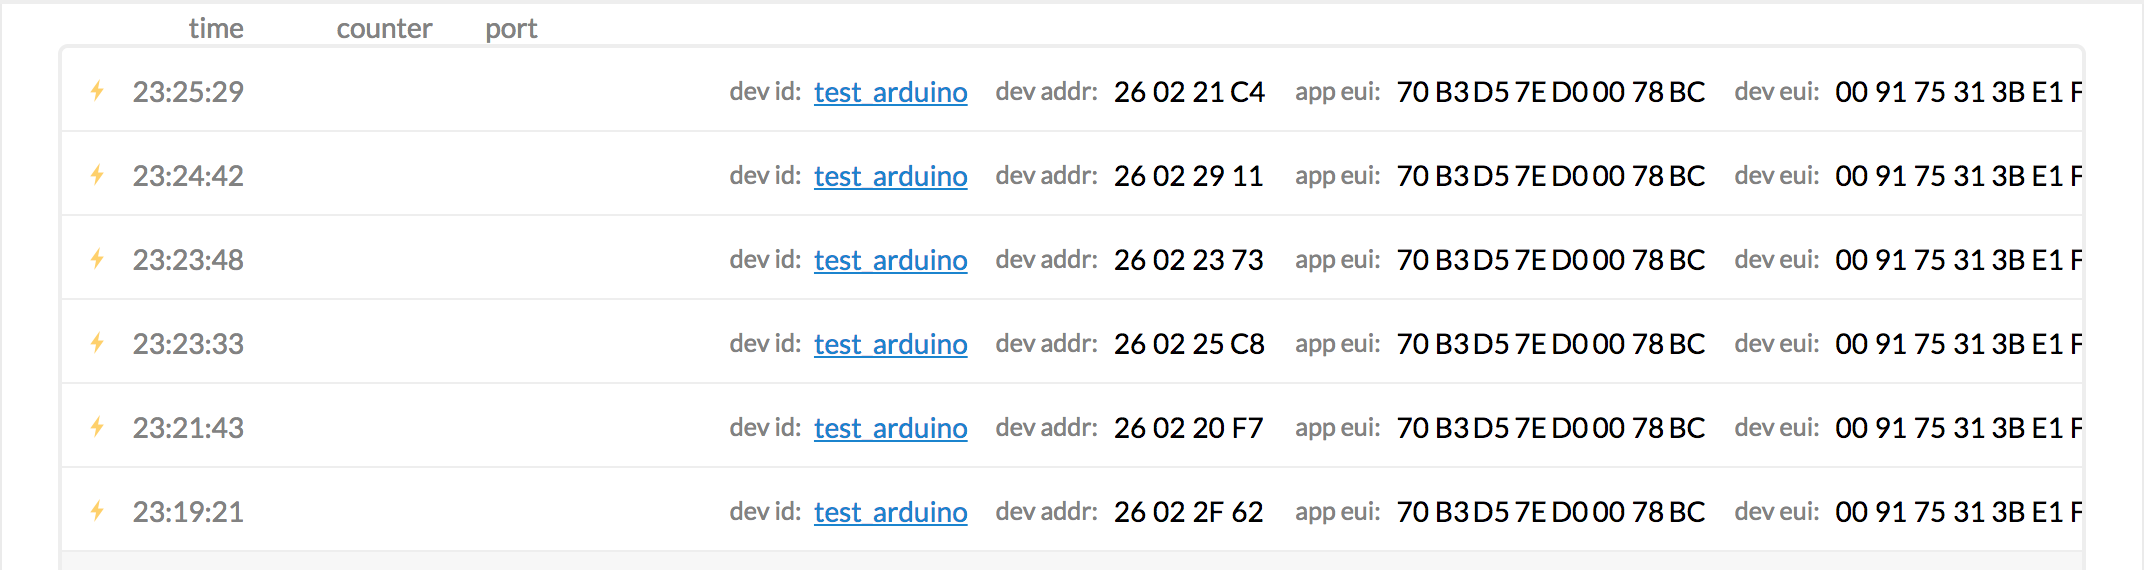 time counter port
23:25:29 dev id: test_arduino dev addr: 26 02 21 C4 app eui: 70 B3 D5 7E D0 00 78 BC dev eui: 00 91 75 31 3B E1 F
23:24:42 dev id: test_arduino dev addr: 26 02 29 11 app eui: 70 B3 D5 7E D0 00 78 BC dev eui: 00 91 75 31 3B E1 F
23:23:48 dev id: test_arduino dev addr: 26 02 23 73 app eui: 70 B3 D5 7E D0 00 78 BC dev eui: 00 91 75 31 3B E1 F
23:23:33 dev id: test_arduino dev addr: 26 02 25 C8 app eui: 70 B3 D5 7E D0 00 78 BC dev eui: 00 91 75 31 3B E1 F
23:21:43 dev id: test_arduino dev addr: 26 02 20 F7 app eui: 70 B3 D5 7E D0 00 78 BC dev eui: 00 91 75 31 3B E1 F
23:19:21 dev id: test_arduino dev addr: 26 02 2F 62 app eui: 70 B3 D5 7E D0 00 78 BC dev eui: 00 91 75 31 3B E1 F